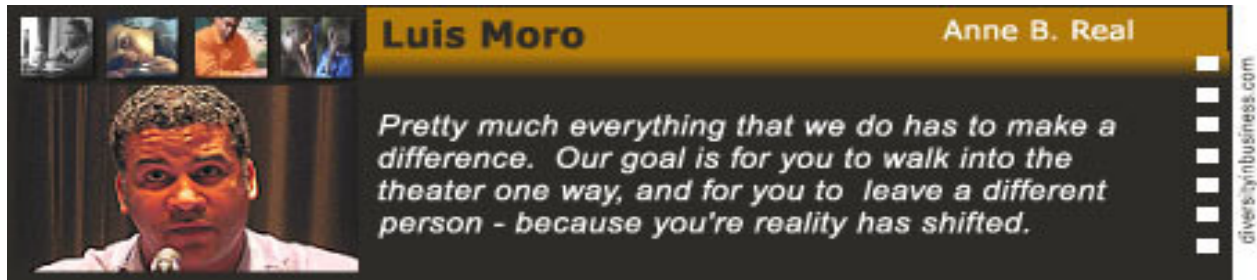 Luis Moro
Anne B. Real
Pretty much everything that we do has to make a
difference. Our goal is for you to walk into the
theater one way, and for you to leave a different
person - because you're reality has shifted.
diversityinbusiness.com